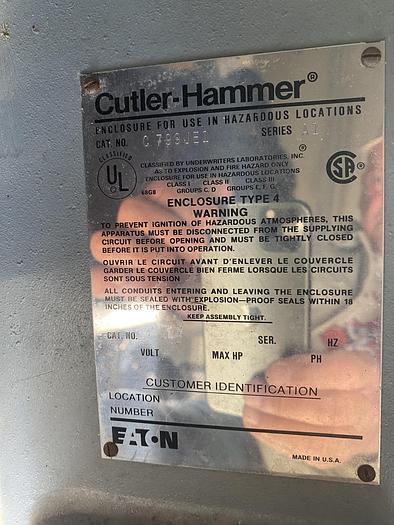 Cutler-Hammer®
ENCLOSURE FOR USE IN HAZARDOUS LOCATIONS
CAT. NO. SERIES A1
CLASSIFIED UL ®
CLASSIFIED BY UNDERWRITERS LABORATORIES, INC.
AS TO EXPLOSION AND FIRE HAZARD ONLY
ENCLOSURE FOR USE IN HAZARDOUS LOCATIONS
CLASS I CLASS II CLASS III
68G8 GROUPS C, D GROUPS E, F, G
SA ®
ENCLOSURE TYPE 4
WARNING
TO PREVENT IGNITION OF HAZARDOUS ATMOSPHERES, THIS
APPARATUS MUST BE DISCONNECTED FROM THE SUPPLYING
CIRCUIT BEFORE OPENING AND MUST BE TIGHTLY CLOSED
BEFORE IT IS PUT INTO OPERATION.
OUVRIR LE CIRCUIT AVANT D'ENLEVER LE COUVERCLE
GARDER LE COUVERCLE BIEN FERME LORSQUE LES CIRCUITS
SONT SOUS TENSION
ALL CONDUITS ENTERING AND LEAVING THE ENCLOSURE
MUST BE SEALED WITH EXPLOSION-PROOF SEALS WITHIN 18
INCHES OF THE ENCLOSURE.
KEEP ASSEMBLY TIGHT.
CAT. NO. SER. HZ
VOLT MAX HP PH
CUSTOMER IDENTIFICATION
LOCATION
NUMBER
EATON
MADE IN U.S.A.